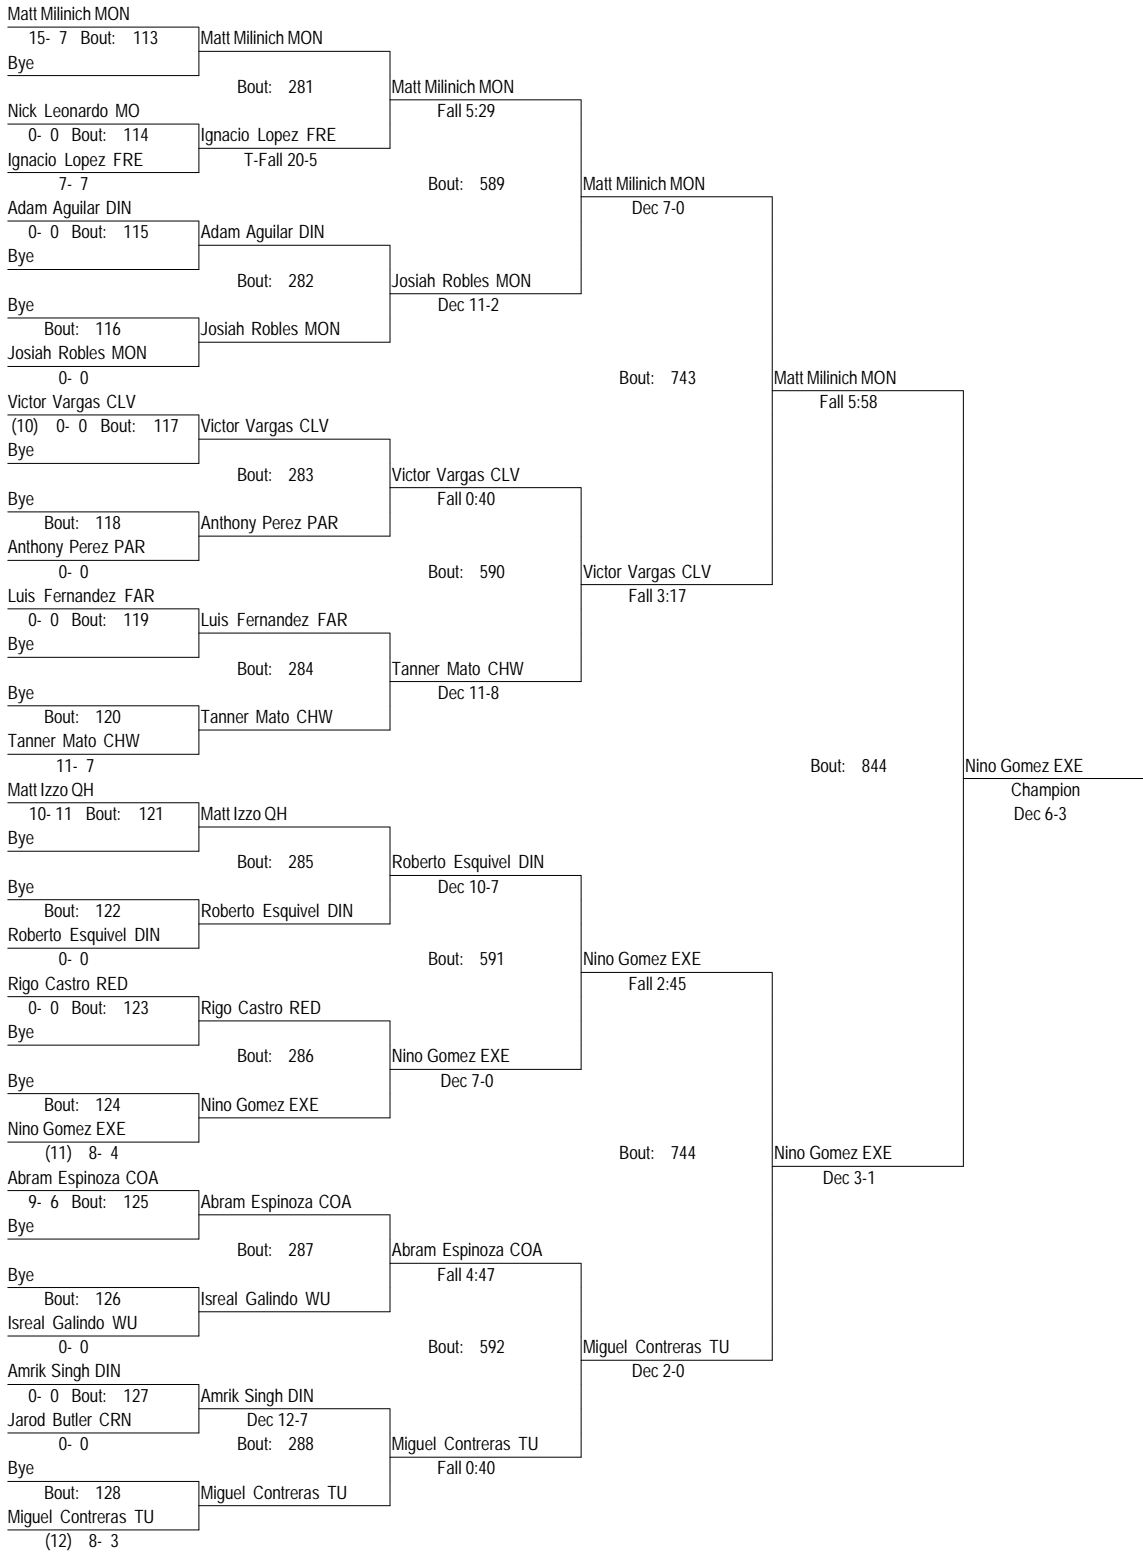 Matt Milinich MON
15- 7 Bout: 113
Matt Milinich MON
Bye
Bout: 281
Matt Milinich MON
Nick Leonardo MO
Fall 5:29
0- 0 Bout: 114
Ignacio Lopez FRE
Ignacio Lopez FRE
T-Fall 20-5
7- 7
Bout: 589
Matt Milinich MON
Adam Aguilar DIN
Dec 7-0
0- 0 Bout: 115
Adam Aguilar DIN
Bye
Bout: 282
Josiah Robles MON
Bye
Dec 11-2
Bout: 116
Josiah Robles MON
Josiah Robles MON
0- 0
Bout: 743
Matt Milinich MON
Victor Vargas CLV
Fall 5:58
(10) 0- 0 Bout: 117
Victor Vargas CLV
Bye
Bout: 283
Victor Vargas CLV
Bye
Fall 0:40
Bout: 118
Anthony Perez PAR
Anthony Perez PAR
0- 0
Bout: 590
Victor Vargas CLV
Luis Fernandez FAR
Fall 3:17
0- 0 Bout: 119
Luis Fernandez FAR
Bye
Bout: 284
Tanner Mato CHW
Bye
Dec 11-8
Bout: 120
Tanner Mato CHW
Tanner Mato CHW
11- 7
Bout: 844
Nino Gomez EXE
Matt Izzo QH
Champion
10- 11 Bout: 121
Matt Izzo QH
Dec 6-3
Bye
Bout: 285
Roberto Esquivel DIN
Bye
Dec 10-7
Bout: 122
Roberto Esquivel DIN
Roberto Esquivel DIN
0- 0
Bout: 591
Nino Gomez EXE
Rigo Castro RED
Fall 2:45
0- 0 Bout: 123
Rigo Castro RED
Bye
Bout: 286
Nino Gomez EXE
Bye
Dec 7-0
Bout: 124
Nino Gomez EXE
Nino Gomez EXE
(11) 8- 4
Bout: 744
Nino Gomez EXE
Abram Espinoza COA
Dec 3-1
9- 6 Bout: 125
Abram Espinoza COA
Bye
Bout: 287
Abram Espinoza COA
Bye
Fall 4:47
Bout: 126
Isreal Galindo WU
Isreal Galindo WU
0- 0
Bout: 592
Miguel Contreras TU
Amrik Singh DIN
Dec 2-0
0- 0 Bout: 127
Amrik Singh DIN
Jarod Butler CRN
Dec 12-7
0- 0
Bout: 288
Miguel Contreras TU
Bye
Fall 0:40
Bout: 128
Miguel Contreras TU
Miguel Contreras TU
(12) 8- 3